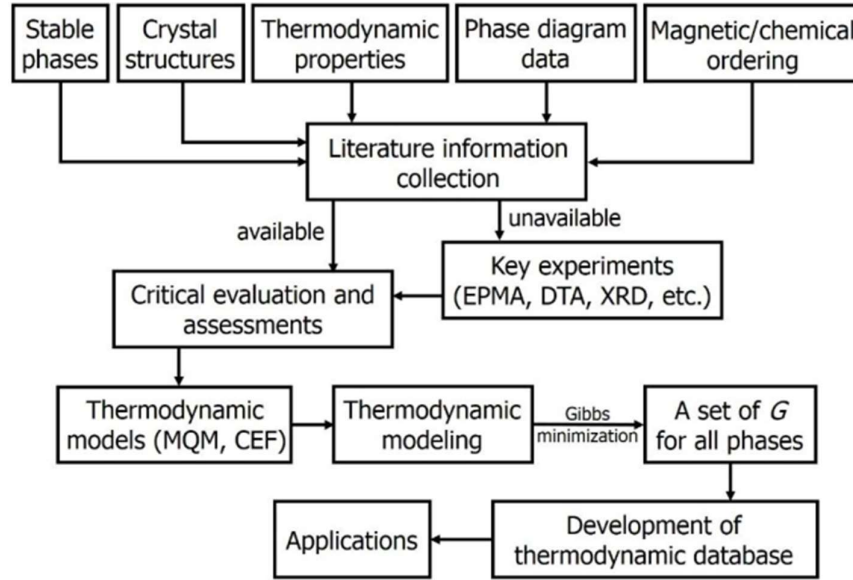 Stable
phases
Crystal
structures
Thermodynamic
properties
Phase diagram
data
Magnetic/chemical
ordering
Literature information
collection
available
unavailable
Key experiments
(EPMA, DTA, XRD, etc.)
Critical evaluation and
assessments
Thermodynamic
models (MQM, CEF)
Thermodynamic
modeling
Gibbs
minimization
A set of G
for all phases
Development of
thermodynamic database
Applications